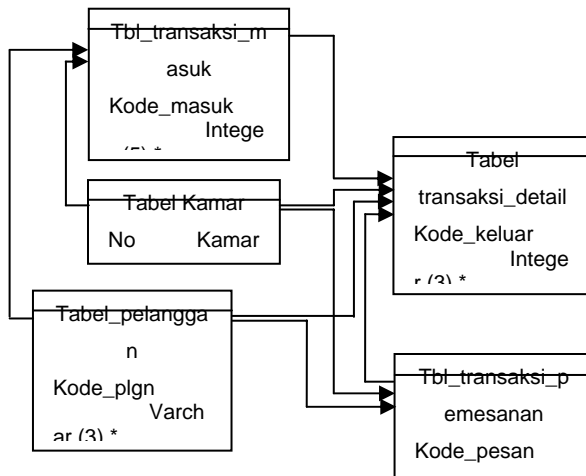 Tbl_transaksi_m
asuk
Kode_masuk
Intege
r (5) *
Tabel Kamar
No Kamar
Tabel_pelangga
n
Kode_plgn
Varch
ar (3) *
Tabel
transaksi_detail
Kode_keluar
Intege
r (3) *
Tbl_transaksi_p
emesanan
Kode_pesan